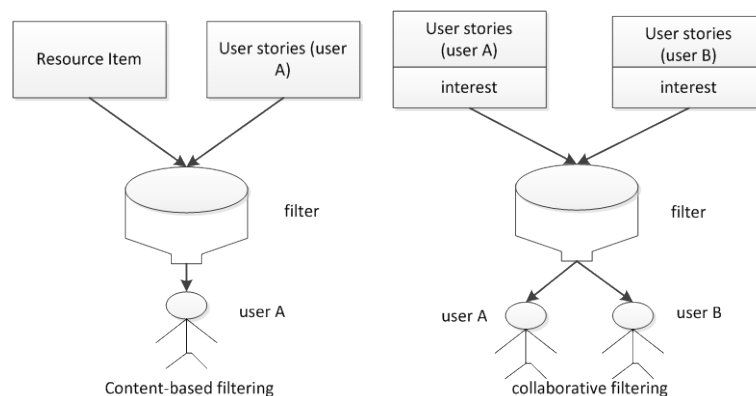 Resource Item
User stories (user
A)
filter
user A
Content-based filtering
User stories
(user A)
interest
User stories
(user B)
interest
filter
user A
user B
collaborative filtering